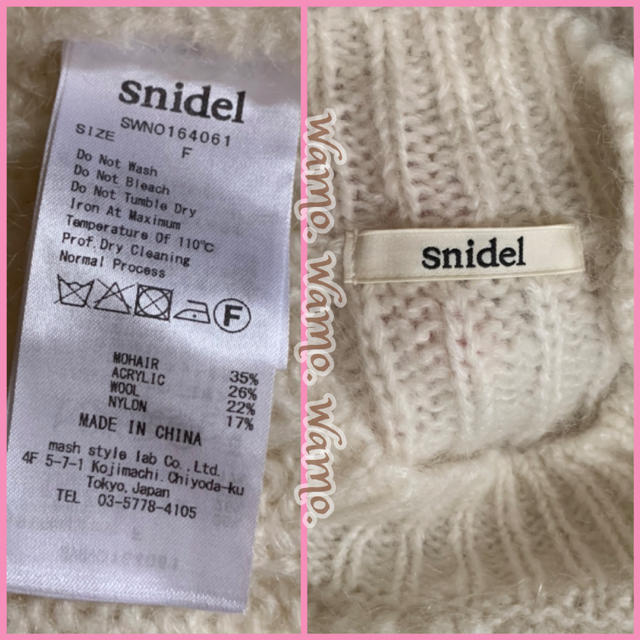 snidel
SWNO164061
SIZE F
Do Not Wash
Do Not Bleach
Do Not Tumble Dry
Iron At Maximum
Temperature Of 110℃
Prof.Dry Cleaning
Normal Process
F
MOHAIR 35%
ACRYLIC 26%
WOOL 22%
NYLON 17%
MADE IN CHINA
mash style lab Co.,Ltd.
4F 5-7-1 Kojimachi.Chiyoda-ku
Tokyo,Japan
TEL 03-5778-4105
snidel
Wamo. Wamo. Wamo.